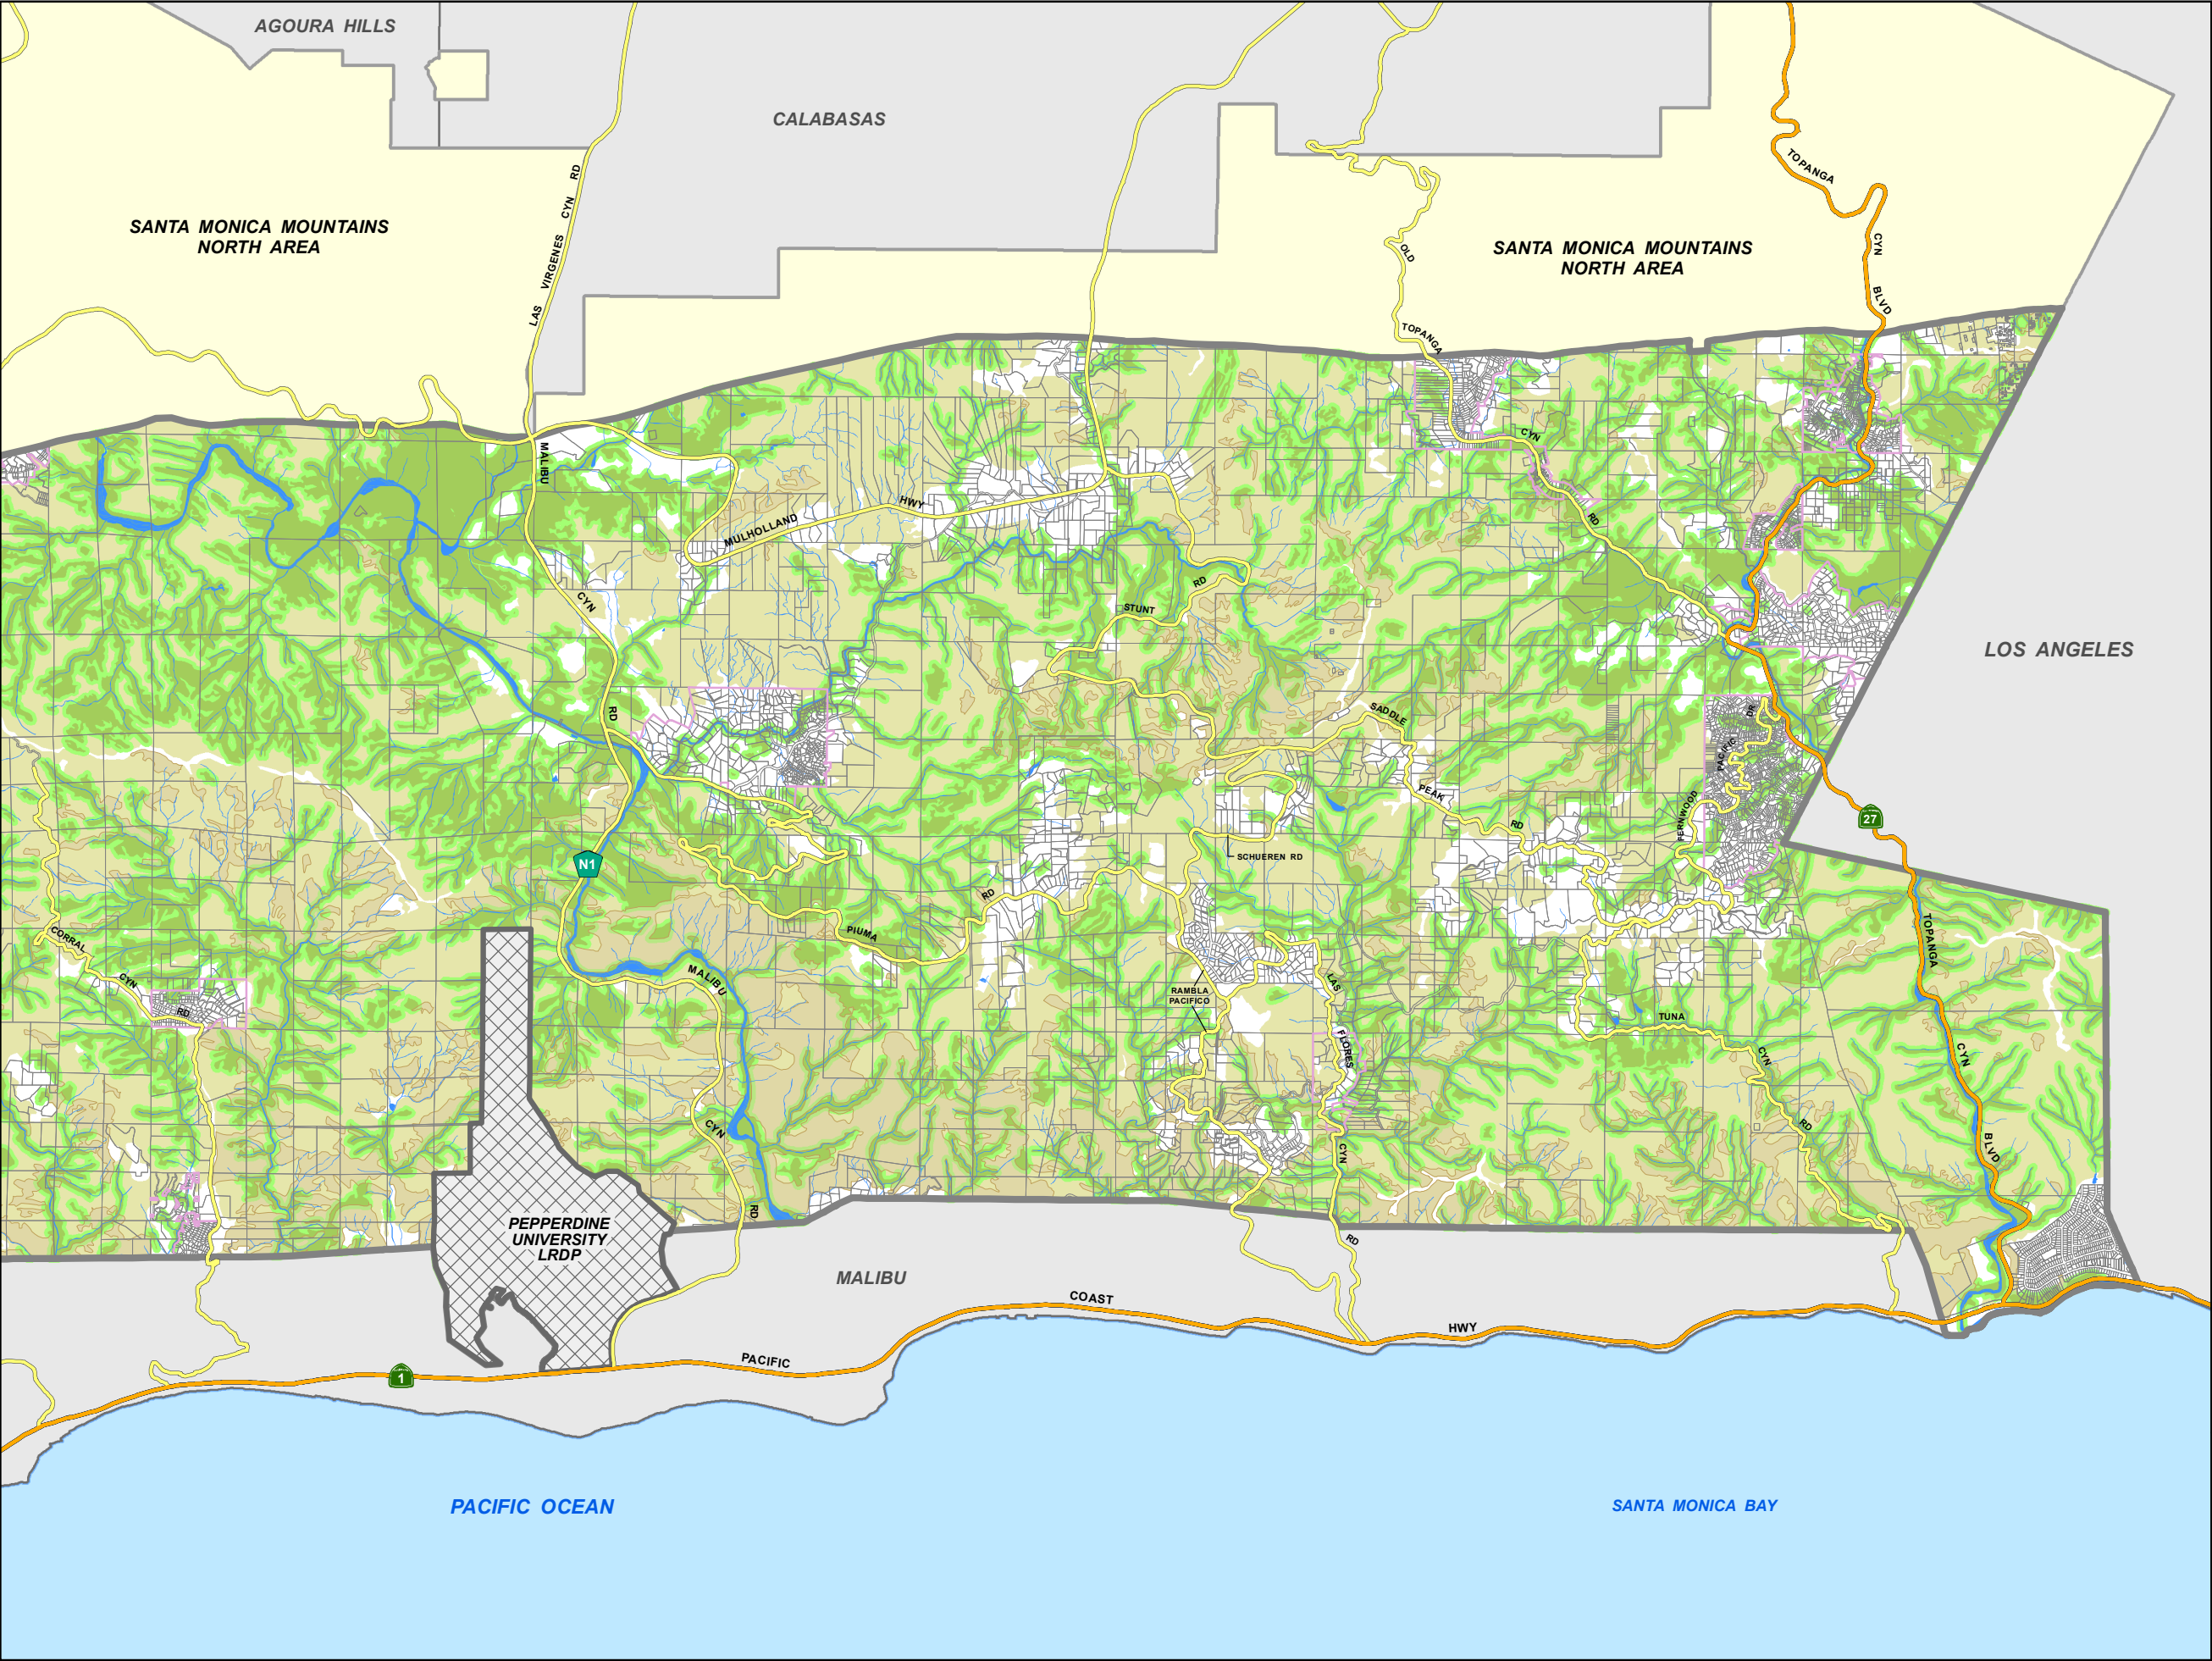 AGOURA HILLS
CALABASAS
LAS VIRGENES CYN RD
TOPANGA
CYN
BLVD
SANTA MONICA MOUNTAINS
NORTH AREA
SANTA MONICA MOUNTAINS
NORTH AREA
OLD
TOPANGA
CYN
RD
MALIBU
CYN
RD
MULHOLLAND
HWY
STUNT
RD
LOS ANGELES
SADDLE
PEAK
RD
PACIFIC
DR
FERNWOOD
27
N1
SCHUEREN RD
PIUMA
RD
CORRAL
CYN
RD
MALIBU
CYN
RD
RAMBLA
PACIFICO
LAS
FLORES
CYN
RD
TUNA
CYN
RD
TOPANGA
CYN
BLVD
PEPPERDINE
UNIVERSITY
LRDP
MALIBU
1
PACIFIC
COAST
HWY
PACIFIC OCEAN
SANTA MONICA BAY